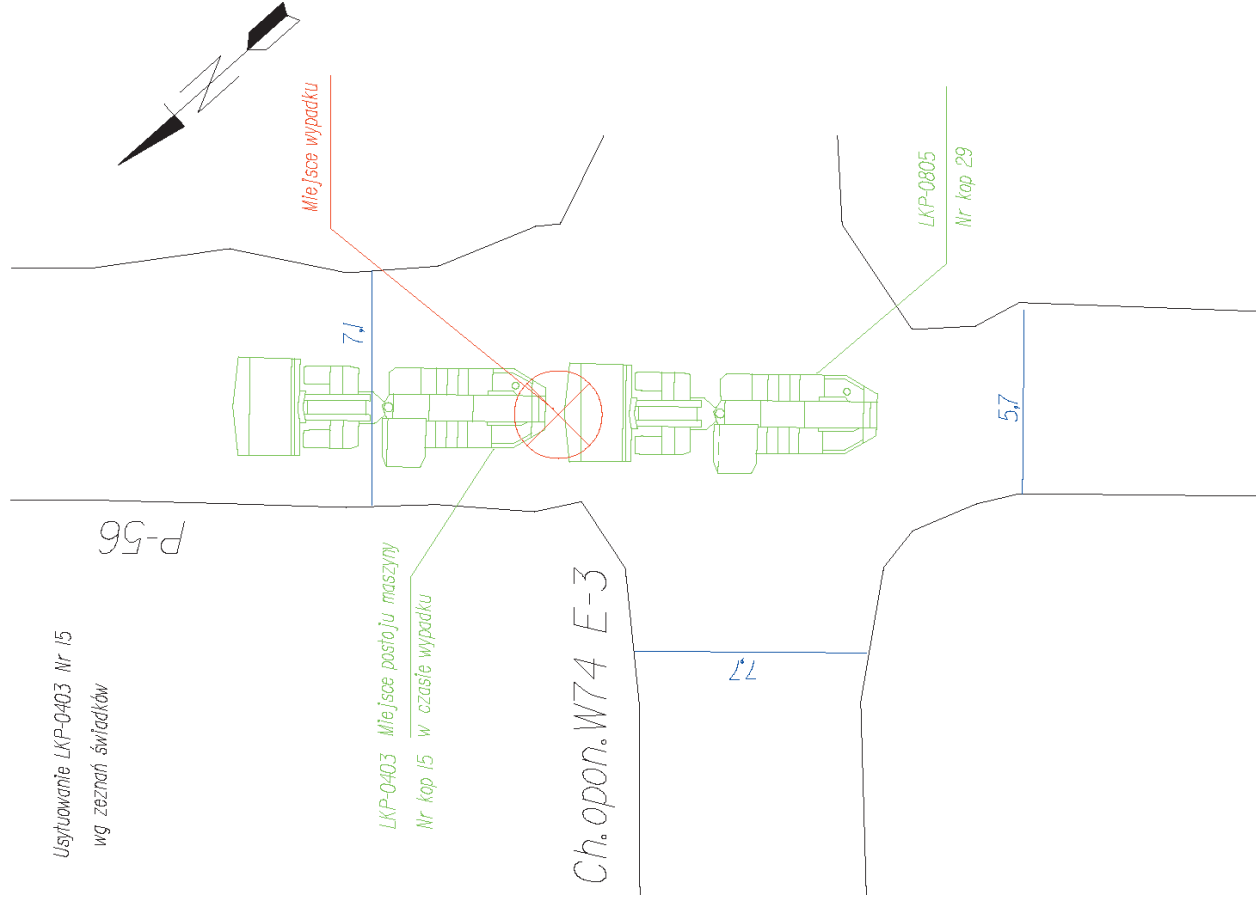 Miejsce wypadku
LKP-0805
Nr kop 29
7,1
5,7
7,7
P-56
LKP-0403 Miejsce postoju maszyny
Nr kop 15 w czasie wypadku
Ch.opon.W74 E-3
Usytuowanie LKP-0403 Nr 15
wg zeznań świadków
N